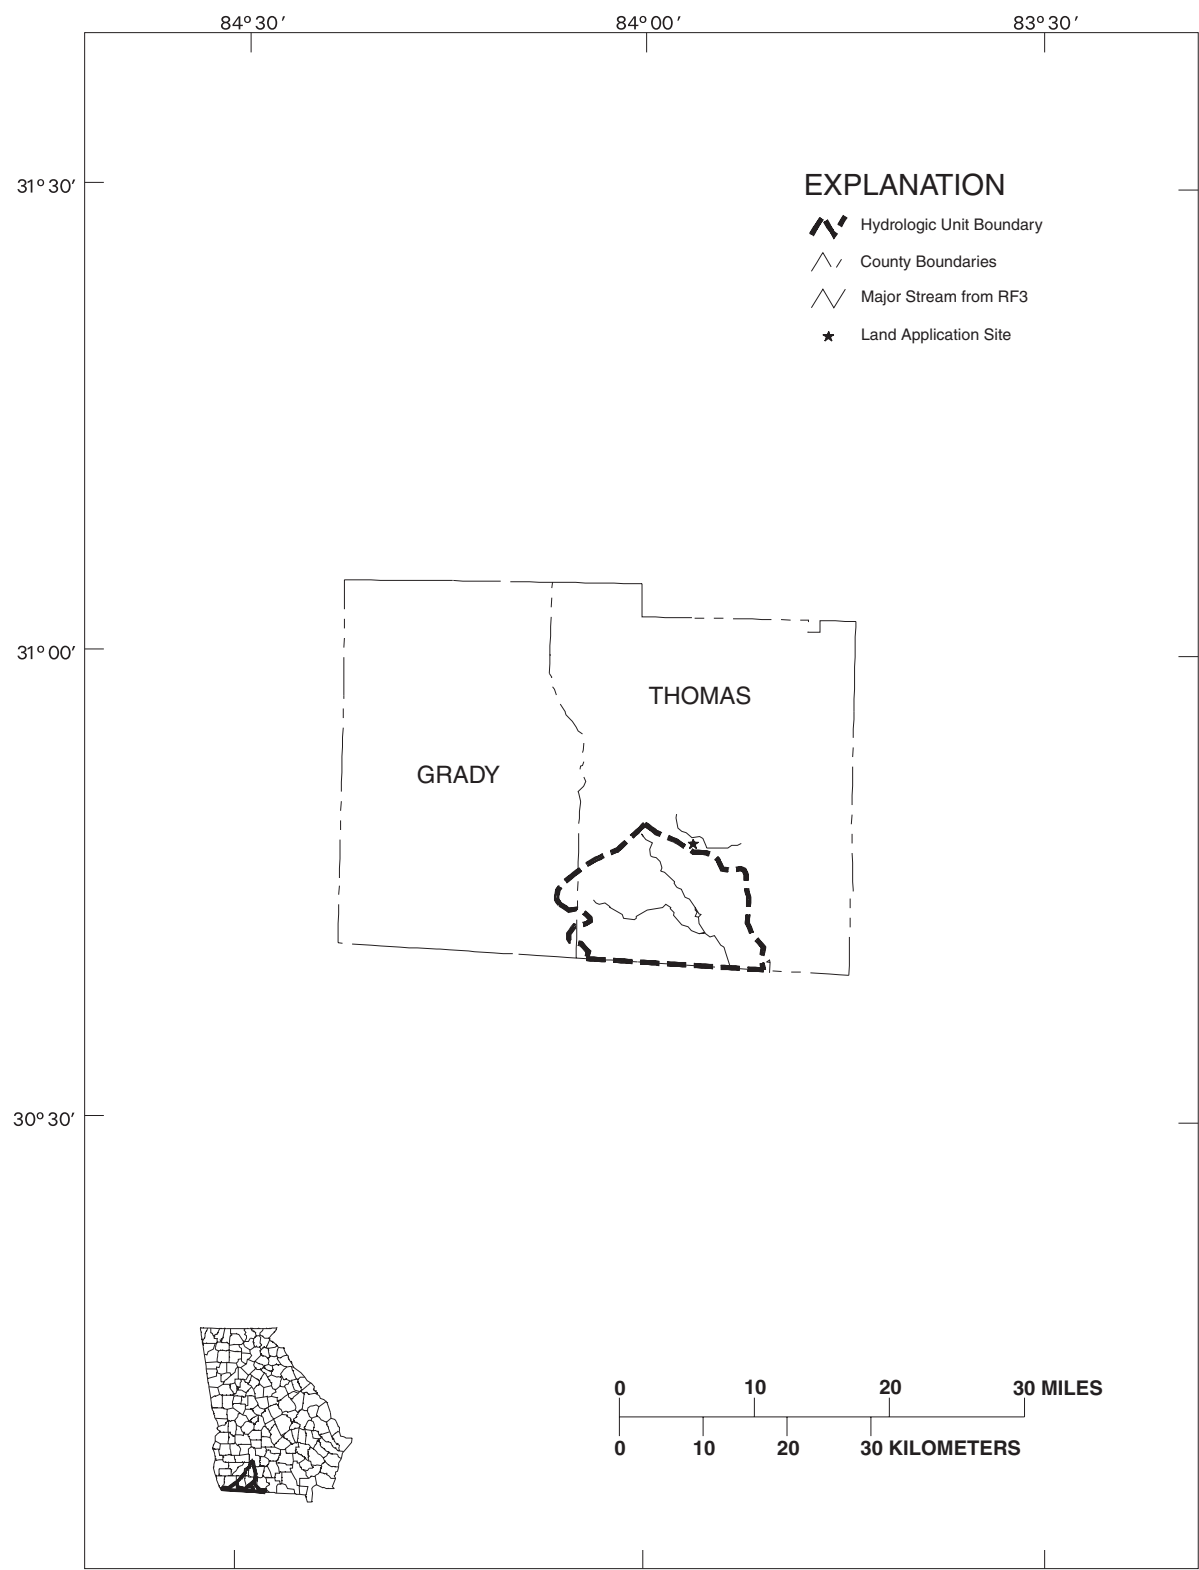 84° 30′ 84° 00′ 83° 30′
31° 30′
EXPLANATION
Hydrologic Unit Boundary
County Boundaries
Major Stream from RF3
Land Application Site
31° 00′
THOMAS
GRADY
30° 30′
0 10 20 30 MILES
0 10 20 30 KILOMETERS